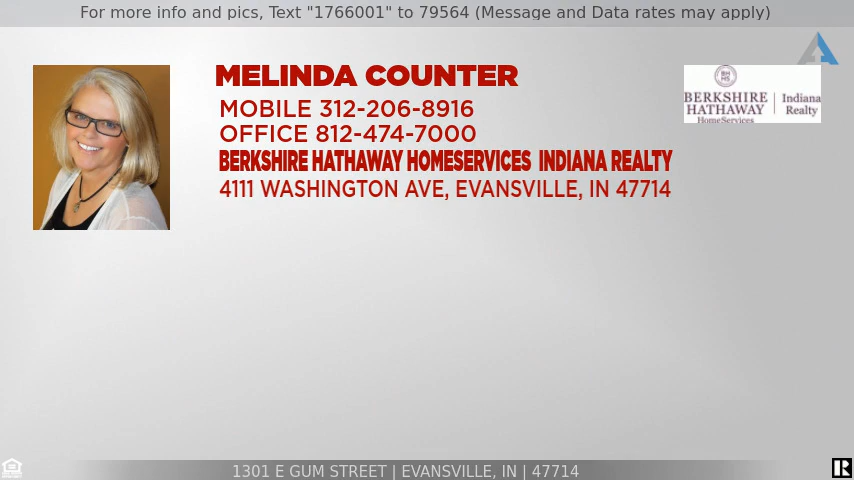 For more info and pics, Text "1766001" to 79564 (Message and Data rates may apply)
MELINDA COUNTER
MOBILE 312-206-8916
OFFICE 812-474-7000
BERKSHIRE HATHAWAY HOMESERVICES INDIANA REALTY
4111 WASHINGTON AVE, EVANSVILLE, IN 47714
BH
HS
BERKSHIRE
HATHAWAY
HomeServices
Indiana
Realty
1301 E GUM STREET | EVANSVILLE, IN | 47714